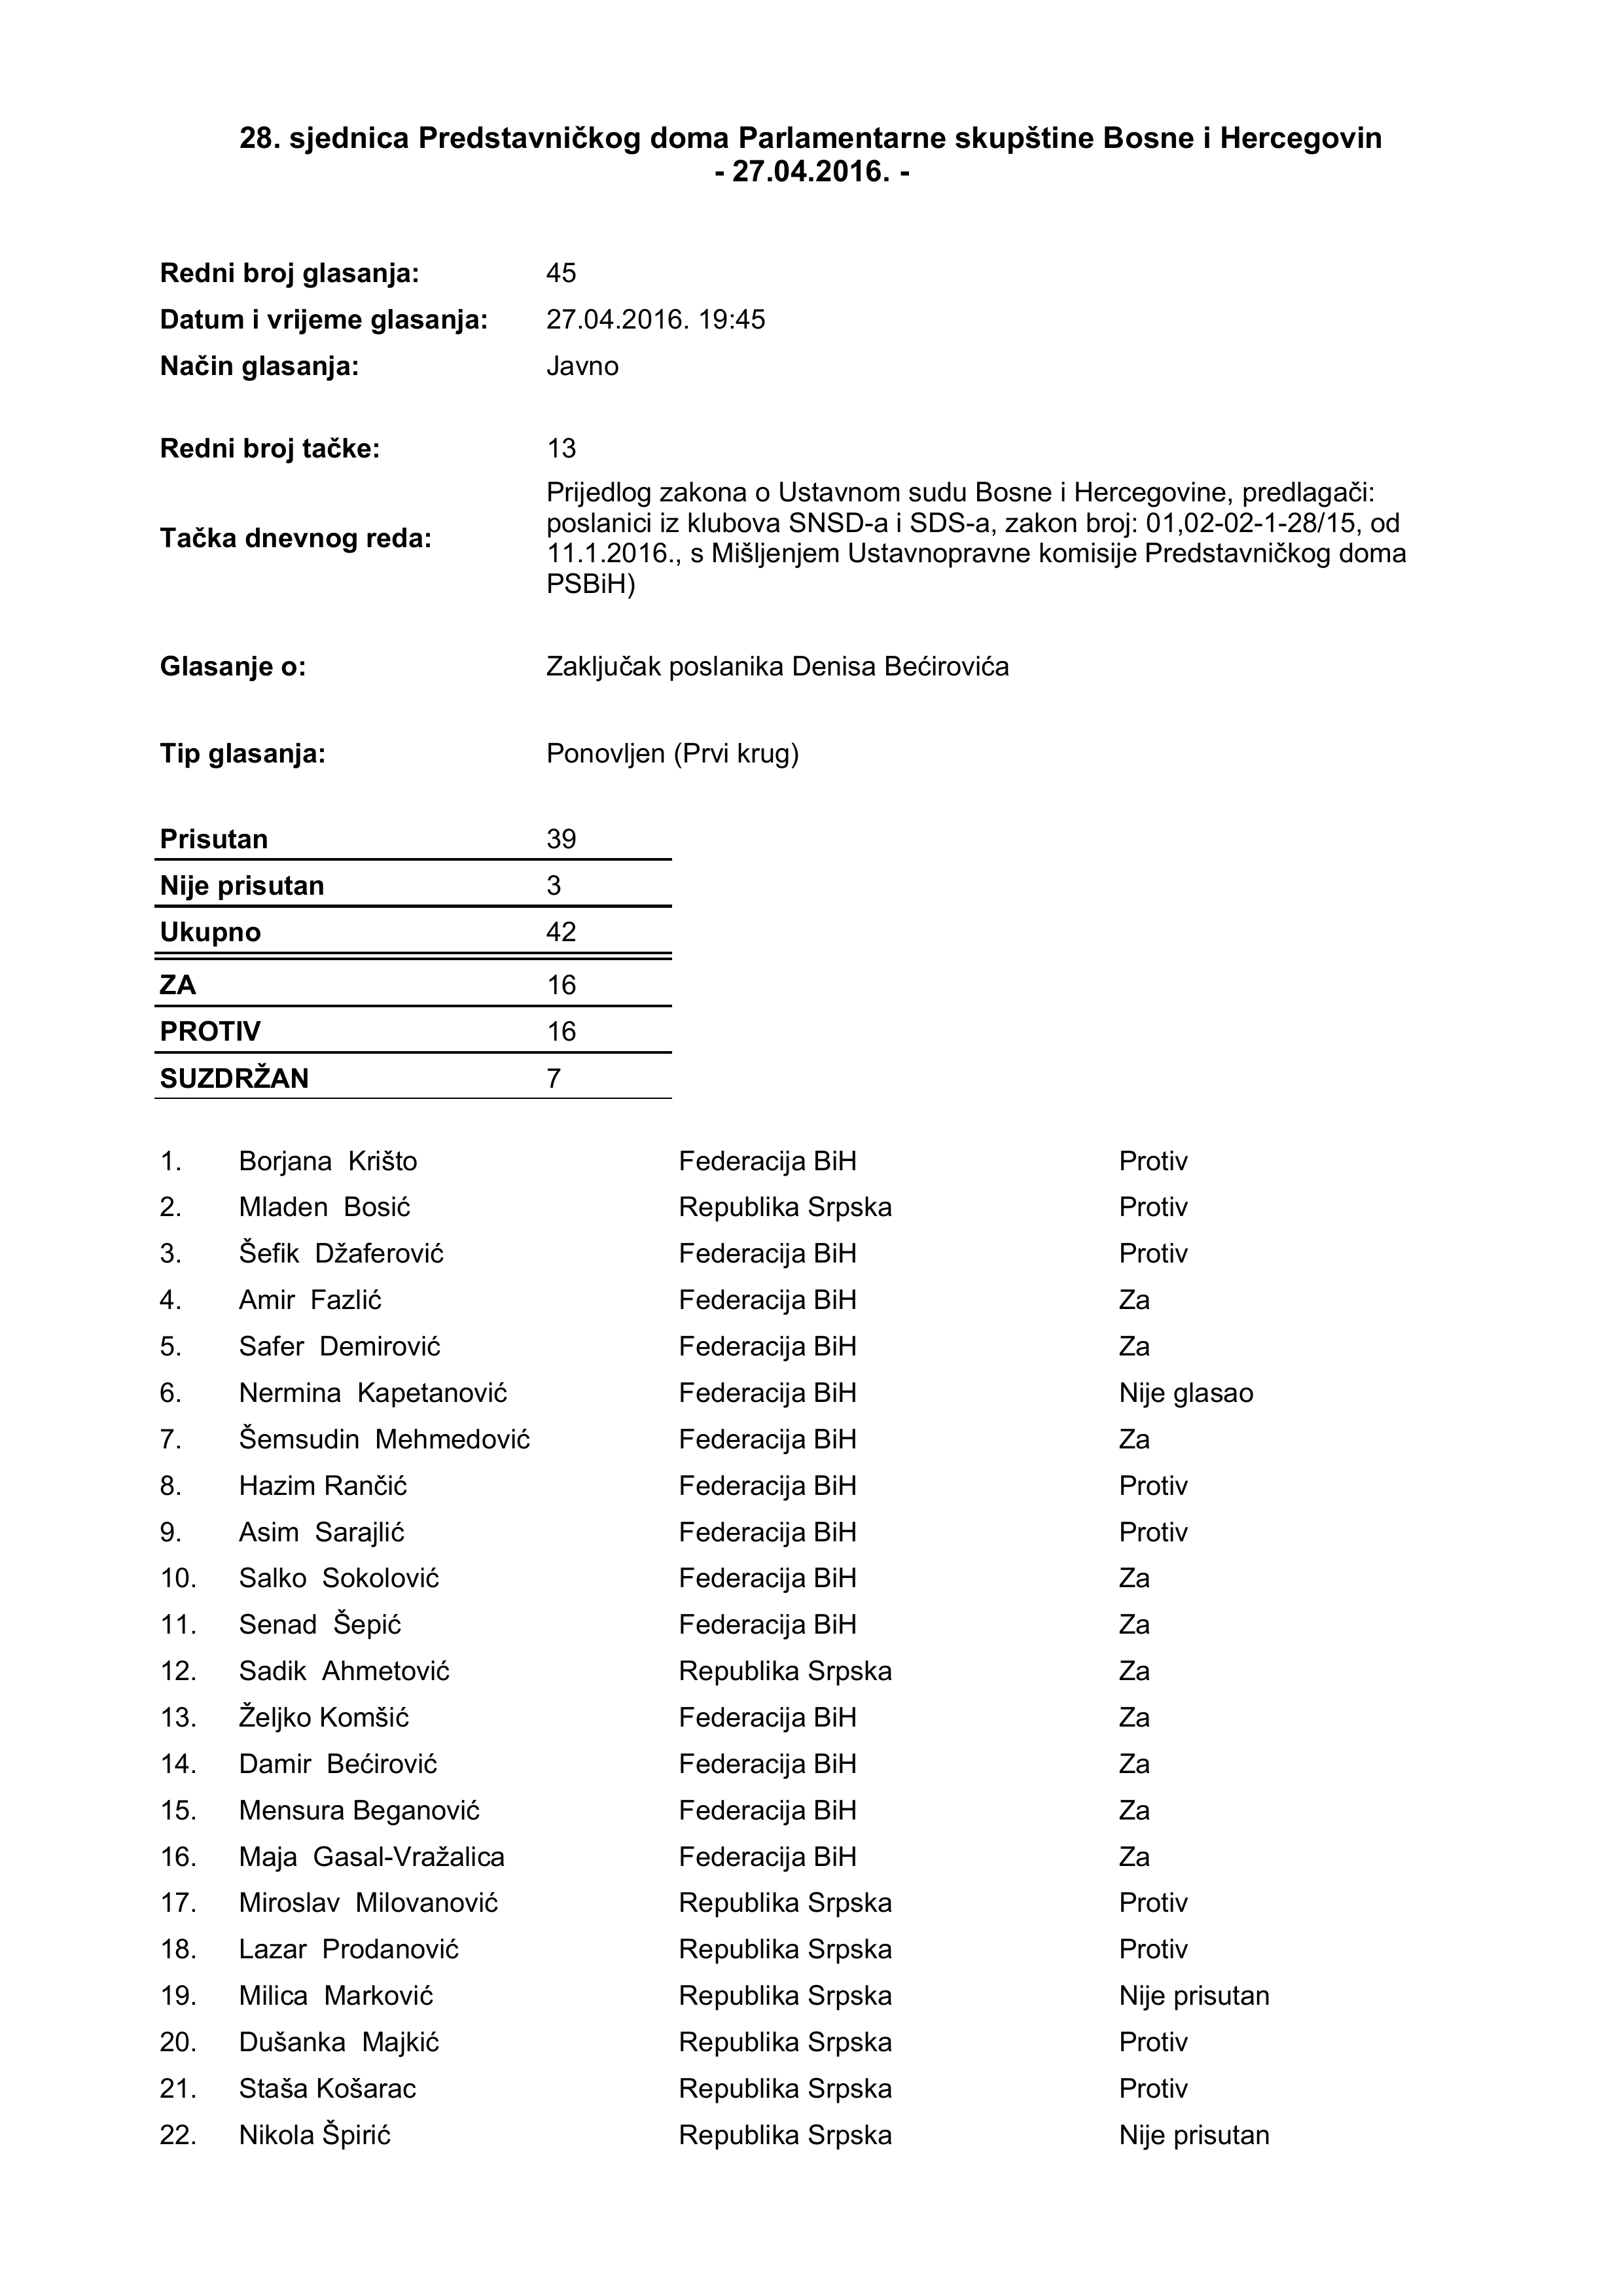 28. sjednica Predstavničkog doma Parlamentarne skupštine Bosne i Hercegovin
- 27.04.2016. -
Redni broj glasanja: 45
Datum i vrijeme glasanja: 27.04.2016. 19:45
Način glasanja: Javno
Redni broj tačke: 13
Tačka dnevnog reda: Prijedlog zakona o Ustavnom sudu Bosne i Hercegovine, predlagači:
poslanici iz klubova SNSD-a i SDS-a, zakon broj: 01,02-02-1-28/15, od
11.1.2016., s Mišljenjem Ustavnopravne komisije Predstavničkog doma
PSBiH)
Glasanje o: Zaključak poslanika Denisa Bećirovića
Tip glasanja: Ponovljen (Prvi krug)
Prisutan 39
Nije prisutan 3
Ukupno 42
ZA 16
PROTIV 16
SUZDRŽAN 7
1. Borjana Krišto Federacija BiH Protiv
2. Mladen Bosić Republika Srpska Protiv
3. Šefik Džaferović Federacija BiH Protiv
4. Amir Fazlić Federacija BiH Za
5. Safer Demirović Federacija BiH Za
6. Nermina Kapetanović Federacija BiH Nije glasao
7. Šemsudin Mehmedović Federacija BiH Za
8. Hazim Rančić Federacija BiH Protiv
9. Asim Sarajlić Federacija BiH Protiv
10. Salko Sokolović Federacija BiH Za
11. Senad Šepić Federacija BiH Za
12. Sadik Ahmetović Republika Srpska Za
13. Željko Komšić Federacija BiH Za
14. Damir Bećirović Federacija BiH Za
15. Mensura Beganović Federacija BiH Za
16. Maja Gasal-Vražalica Federacija BiH Za
17. Miroslav Milovanović Republika Srpska Protiv
18. Lazar Prodanović Republika Srpska Protiv
19. Milica Marković Republika Srpska Nije prisutan
20. Dušanka Majkić Republika Srpska Protiv
21. Staša Košarac Republika Srpska Protiv
22. Nikola Špirić Republika Srpska Nije prisutan